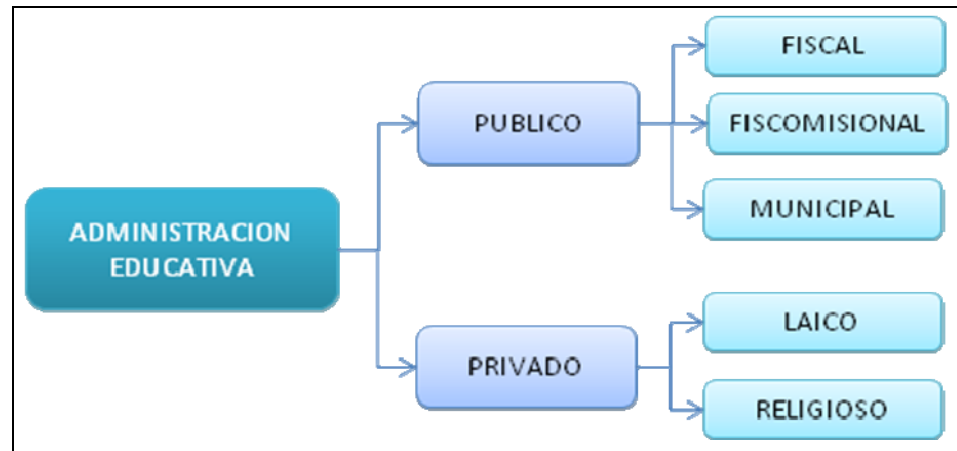 ADMINISTRACION
EDUCATIVA
PUBLICO
FISCAL
FISCOMISIONAL
MUNICIPAL
PRIVADO
LAICO
RELIGIOSO